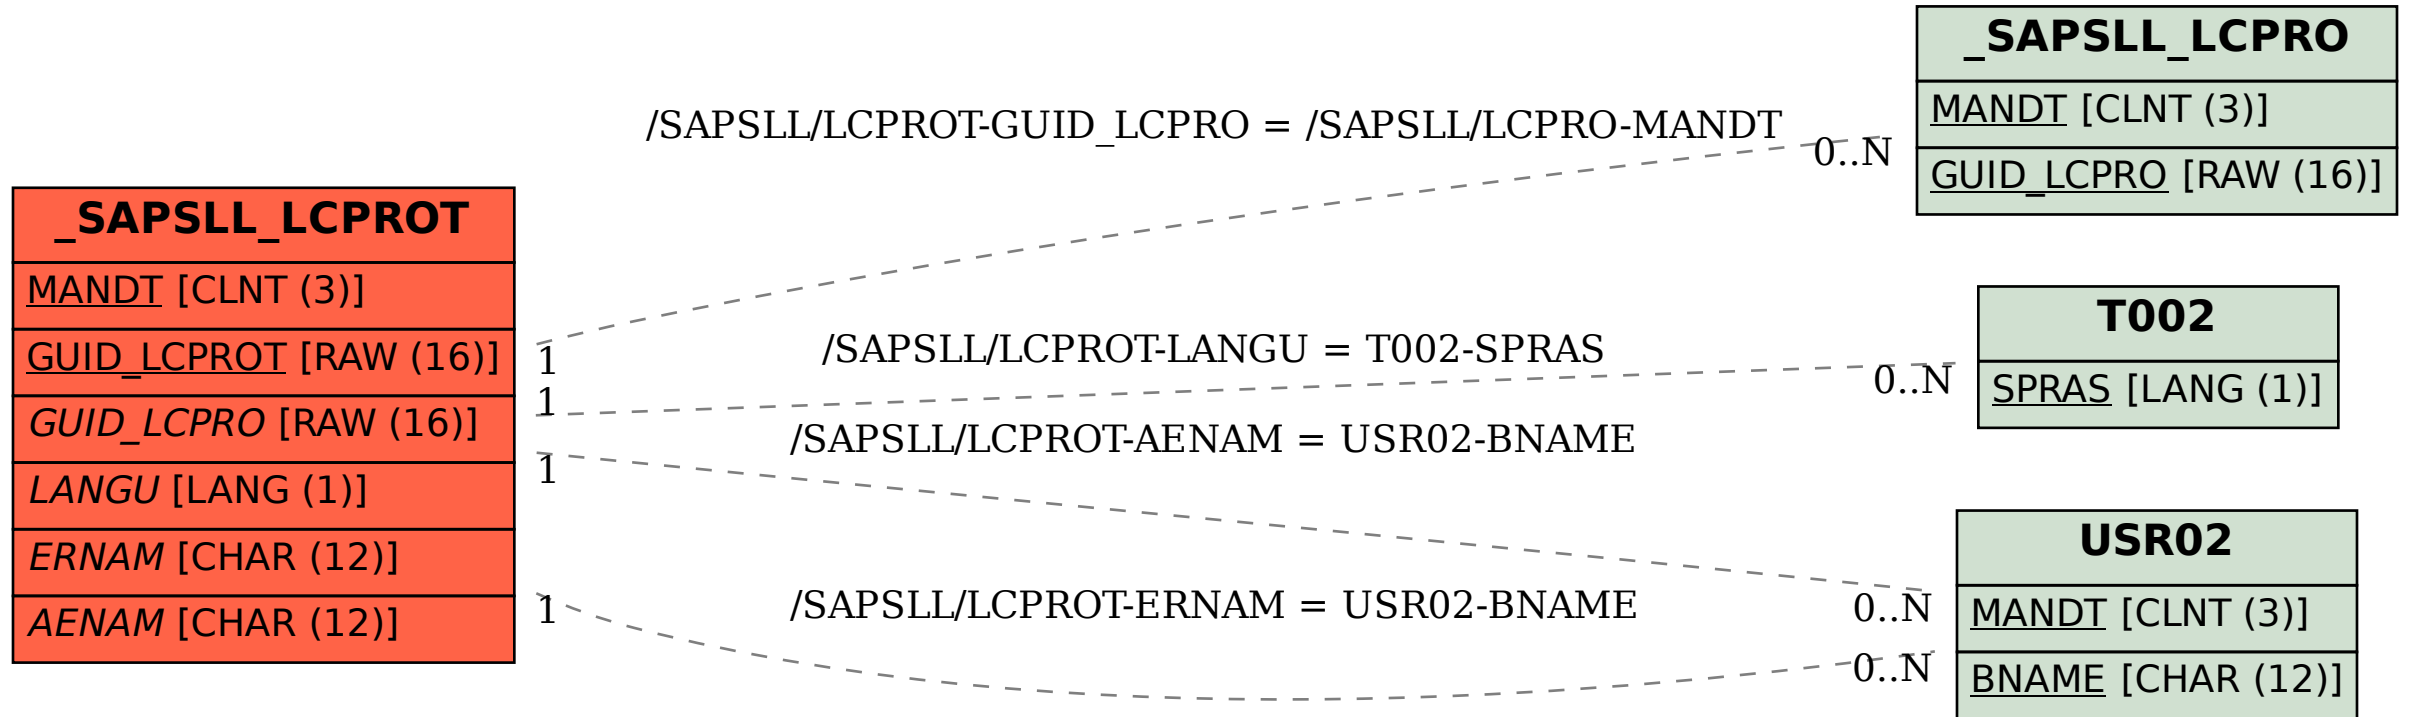 _SAPSLL_LCPROT
MANDT [CLNT (3)]
GUID_LCPROT [RAW (16)]
GUID_LCPRO [RAW (16)]
LANGU [LANG (1)]
ERNAM [CHAR (12)]
AENAM [CHAR (12)]
/SAPSLL/LCPROT-GUID_LCPRO = /SAPSLL/LCPRO-MANDT
0..N
1
/SAPSLL/LCPROT-LANGU = T002-SPRAS
0..N
1
/SAPSLL/LCPROT-AENAM = USR02-BNAME
1
0..N
/SAPSLL/LCPROT-ERNAM = USR02-BNAME
1
0..N
_SAPSLL_LCPRO
MANDT [CLNT (3)]
GUID_LCPRO [RAW (16)]
T002
SPRAS [LANG (1)]
USR02
MANDT [CLNT (3)]
BNAME [CHAR (12)]